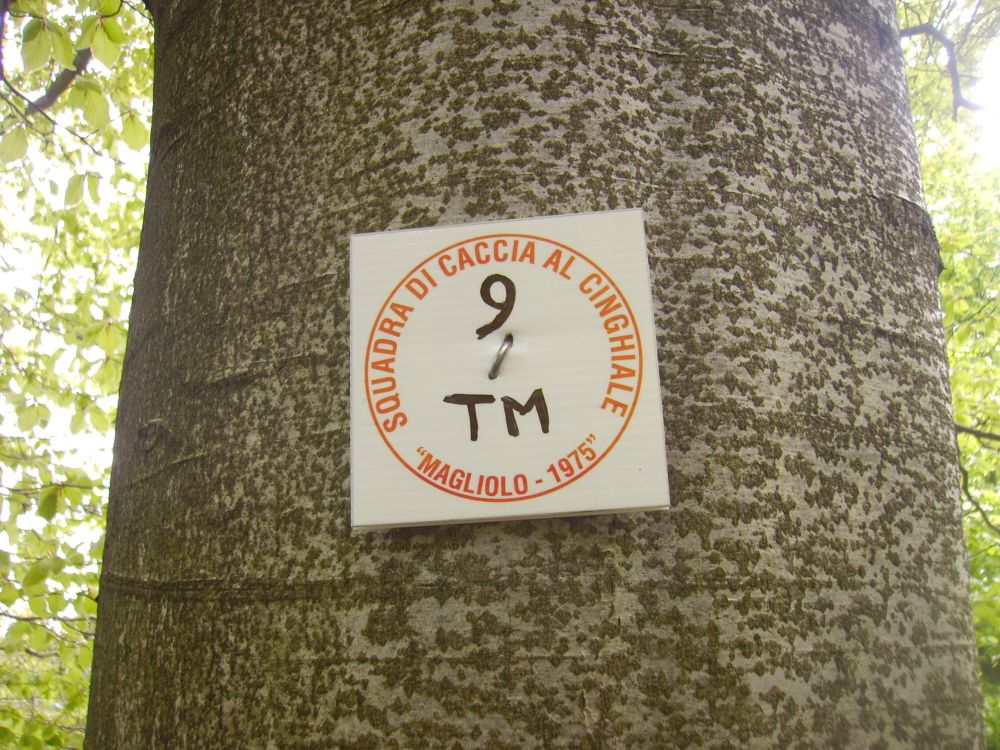 SQUADRA DI CACCIA AL CINGHIALE
9
TM
"MAGLIOLO - 1975"